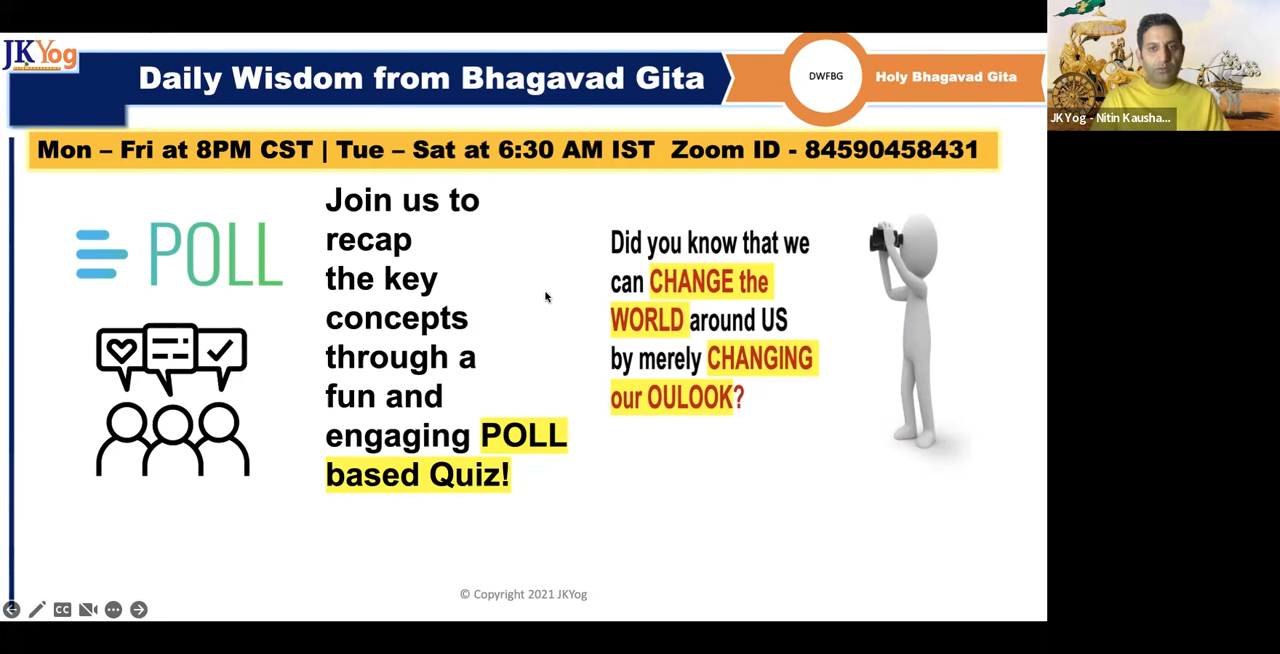 JKYog
Daily Wisdom from Bhagavad Gita
DWFBG
Holy Bhagavad Gita
JKYog - Nitin Kausha...
Mon – Fri at 8PM CST | Tue – Sat at 6:30 AM IST Zoom ID - 84590458431
POLL
Join us to
recap
the key
concepts
through a
fun and
engaging POLL
based Quiz!
Did you know that we
can CHANGE the
WORLD around US
by merely CHANGING
our OULOOK?
© Copyright 2021 JKYog
CC